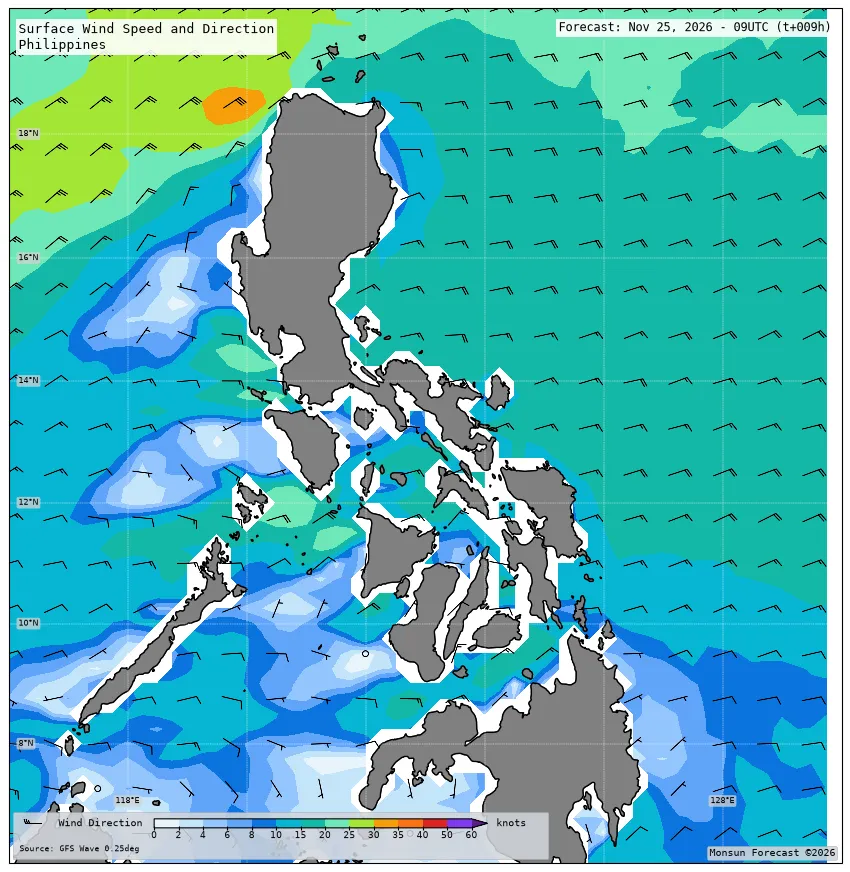 Surface Wind Speed and Direction
Philippines
Forecast: Nov 25, 2026 - 09UTC (t+009h)
18°N
16°N
14°N
12°N
10°N
8°N
118°E
128°E
Wind Direction
knots
0 2 4 6 8 10 15 20 25 30 35 40 50 60
Source: GFS Wave 0.25deg
Monsun Forecast ©2026